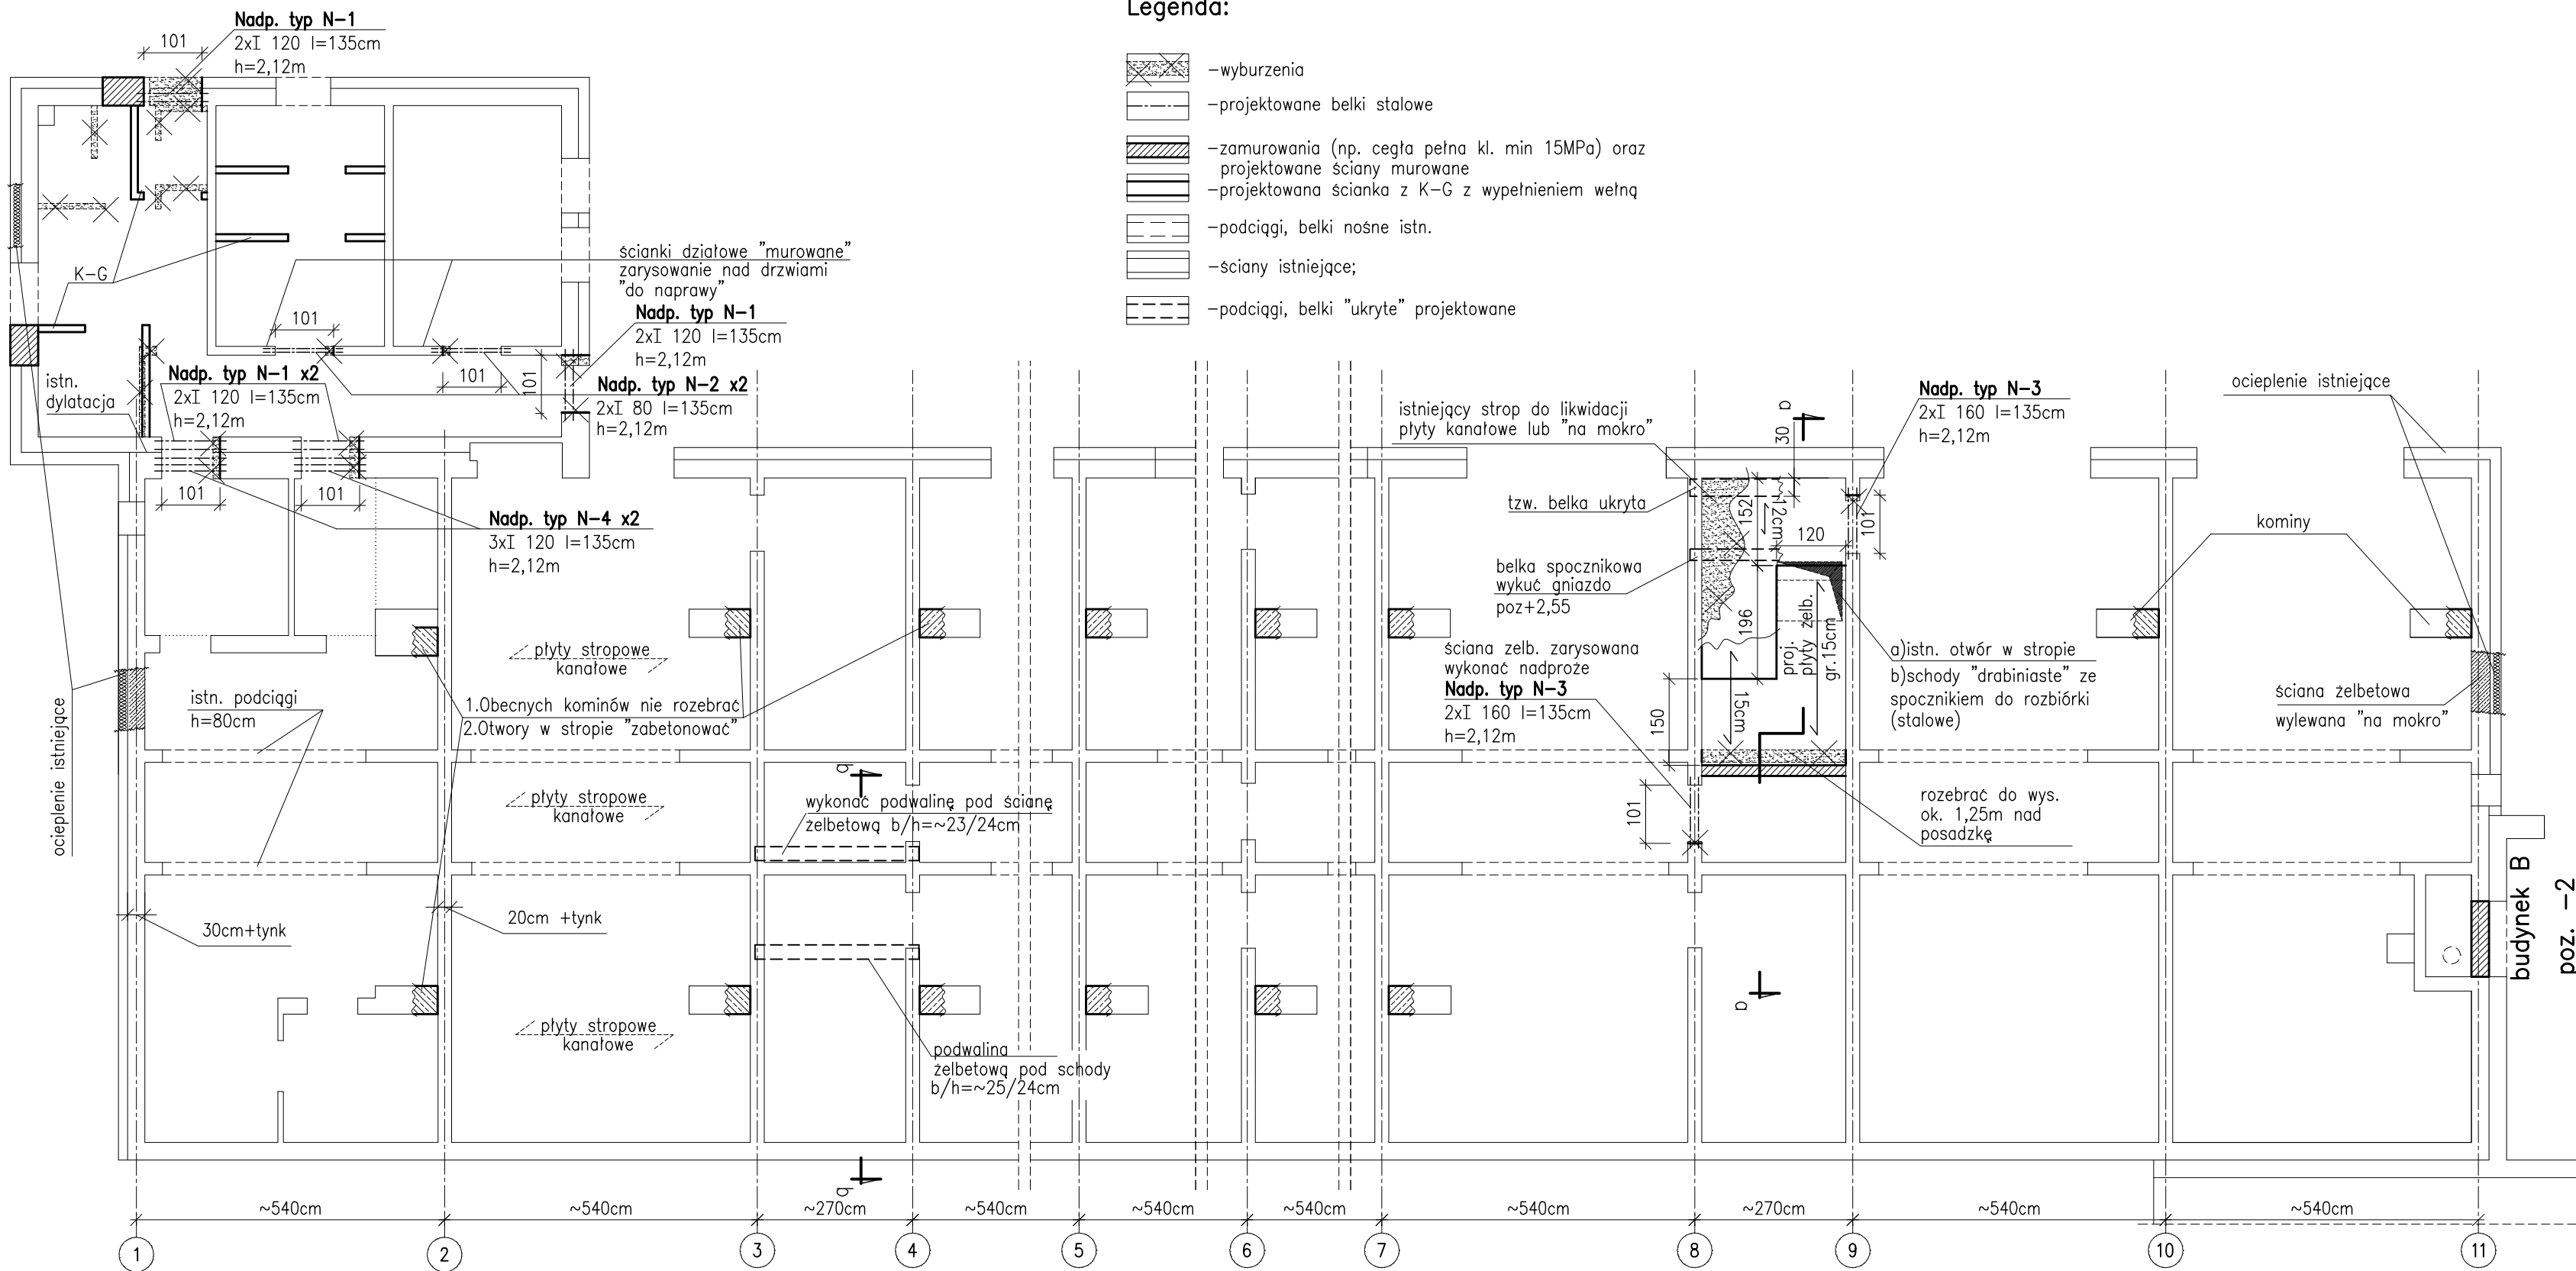 Legenda:
-wyburzenia
-projektowane belki stalowe
-zamurowania (np. cegła pełna kl. min 15MPa) oraz
projektowane ściany murowane
-projektowana ścianka z K-G z wypełnieniem wełną
-podciągi, belki nośne istn.
-ściany istniejące;
-podciągi, belki "ukryte" projektowane
Nadp. typ N-1
2xI 120 l=135cm
h=2,12m
101
K-G
ścianki działowe "murowane"
zarysowanie nad drzwiami
"do naprawy"
Nadp. typ N-1
2xI 120 l=135cm
h=2,12m
101
101
101
Nadp. typ N-2 x2
2xI 80 l=135cm
h=2,12m
istn.
dylatacja
Nadp. typ N-1 x2
2xI 120 l=135cm
h=2,12m
101
101
Nadp. typ N-4 x2
3xI 120 l=135cm
h=2,12m
płyty stropowe
kanałowe
istn. podciągi
h=80cm
1.Obecnych kominów nie rozebrać
2.Otwory w stropie "zabetonować"
ocieplenie istniejące
płyty stropowe
kanałowe
b
wykonać podwalinę pod ścianę
żelbetową b/h=~23/24cm
30cm+tynk
20cm +tynk
płyty stropowe
kanałowe
podwalina
żelbetową pod schody
b/h=~25/24cm
b
istniejący strop do likwidacji
płyty kanałowe lub "na mokro"
a
30
Nadp. typ N-3
2xI 160 l=135cm
h=2,12m
ocieplenie istniejące
tzw. belka ukryta
152
12cm
120
101
kominy
belka spocznikowa
wykuć gniazdo
poz+2,55
196
proj.
płyty żelb.
gr.15cm
ściana zelb. zarysowana
wykonać nadproże
Nadp. typ N-3
2xI 160 l=135cm
h=2,12m
150
15cm
a)istn. otwór w stropie
b)schody "drabiniaste" ze
spocznikiem do rozbiórki
(stalowe)
ściana żelbetowa
wylewana "na mokro"
101
rozebrać do wys.
ok. 1,25m nad
posadzkę
a
budynek B
poz. -2
~540cm
~540cm
~270cm
~540cm
~540cm
~540cm
~540cm
~270cm
~540cm
~540cm
1
2
3
4
5
6
7
8
9
10
11